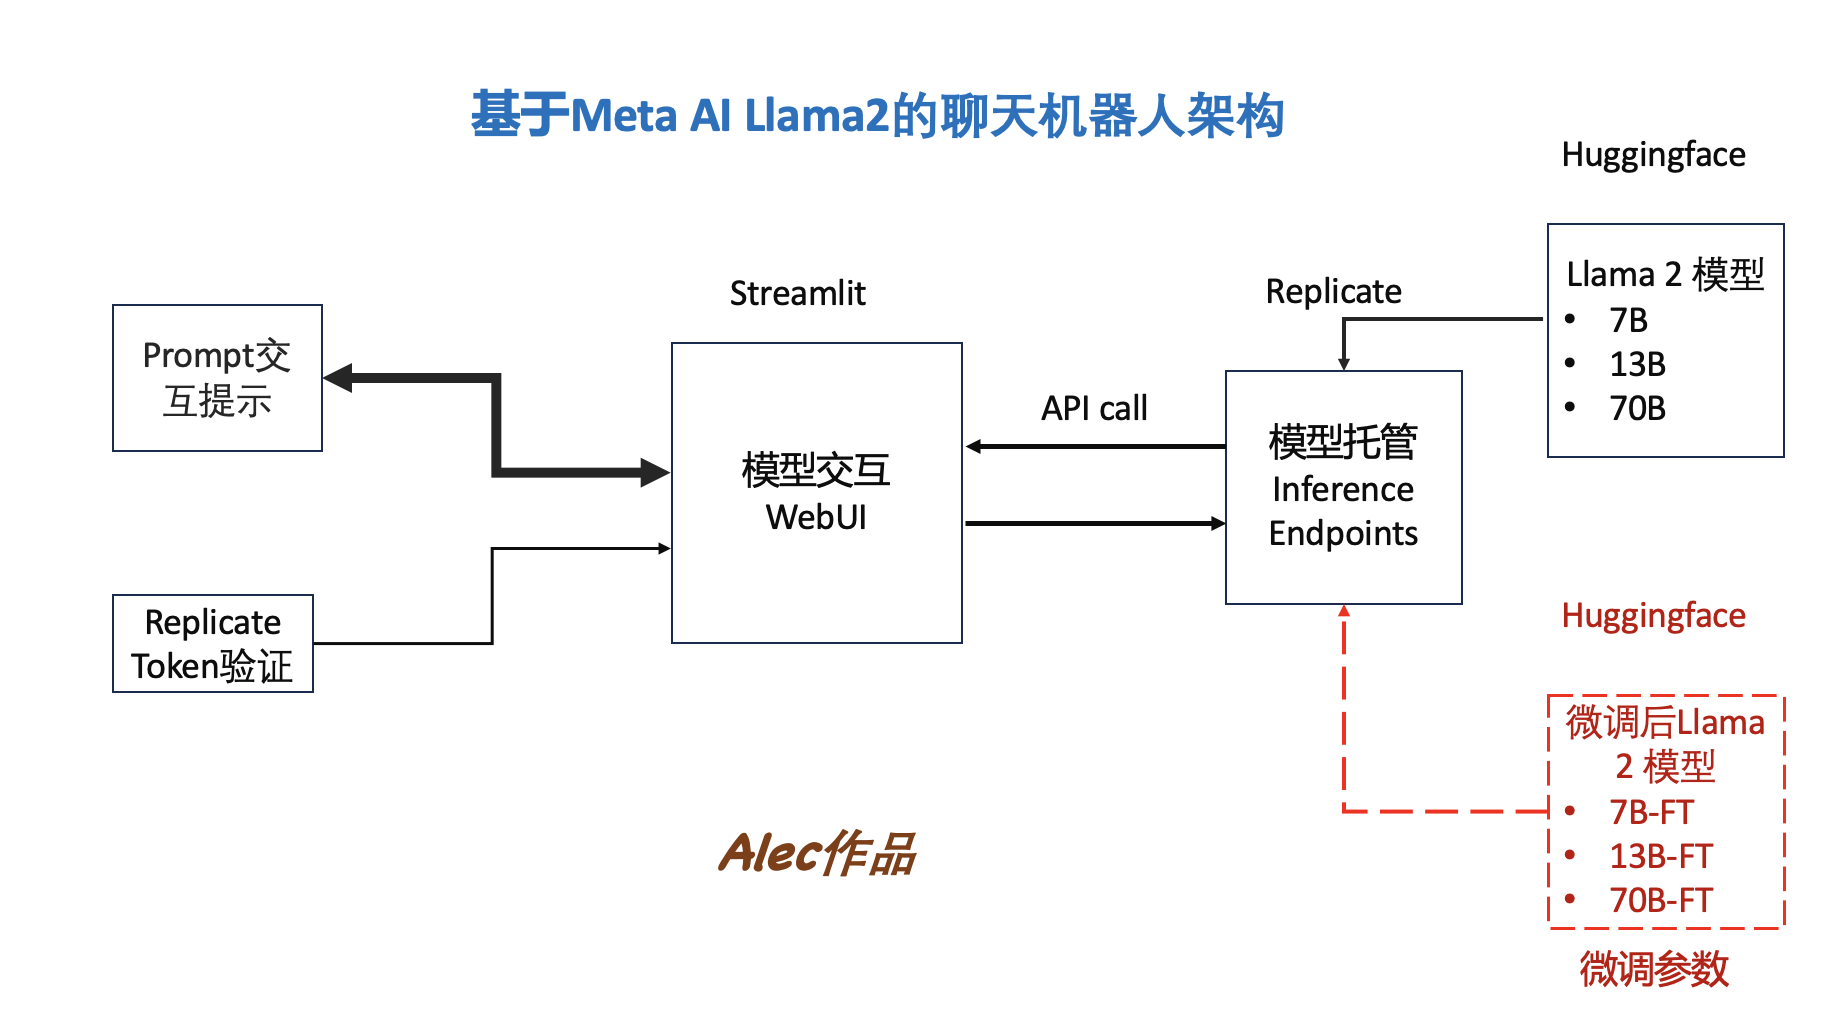 基于Meta AI Llama2的聊天机器人架构
Huggingface
Llama 2 模型
• 7B
• 13B
• 70B
Replicate
Streamlit
Prompt交
互提示
API call
模型交互
WebUI
模型托管
Inference
Endpoints
Replicate
Token验证
Huggingface
微调后Llama
2 模型
• 7B-FT
• 13B-FT
• 70B-FT
微调参数
Alec作品